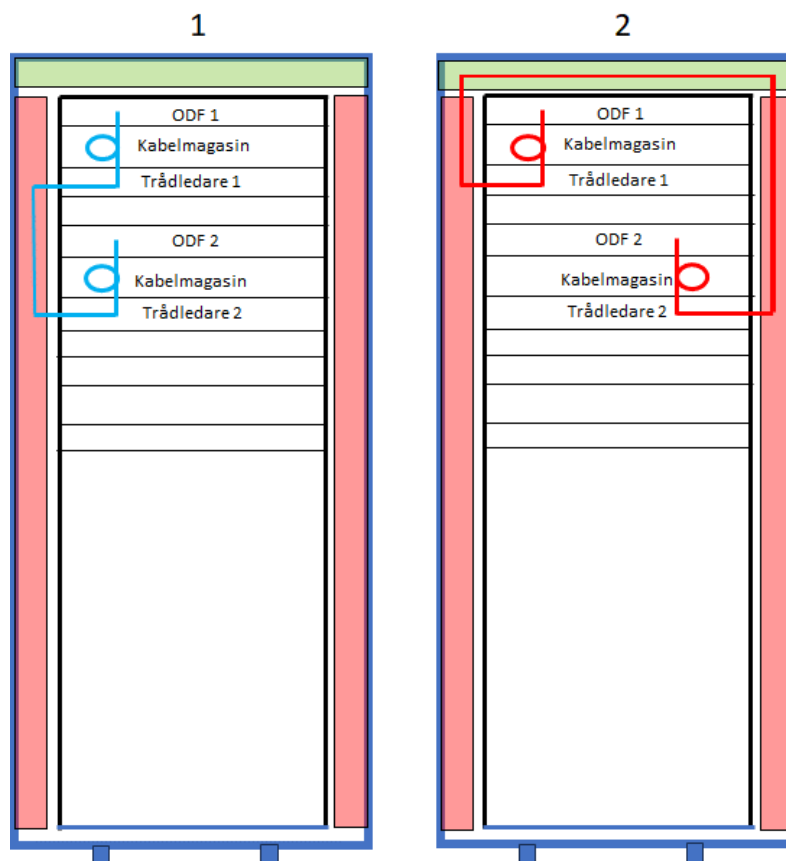 1
ODF 1
Kabelmagasin
Trådledare 1
ODF 2
Kabelmagasin
Trådledare 2
2
ODF 1
Kabelmagasin
Trådledare 1
ODF 2
Kabelmagasin
Trådledare 2